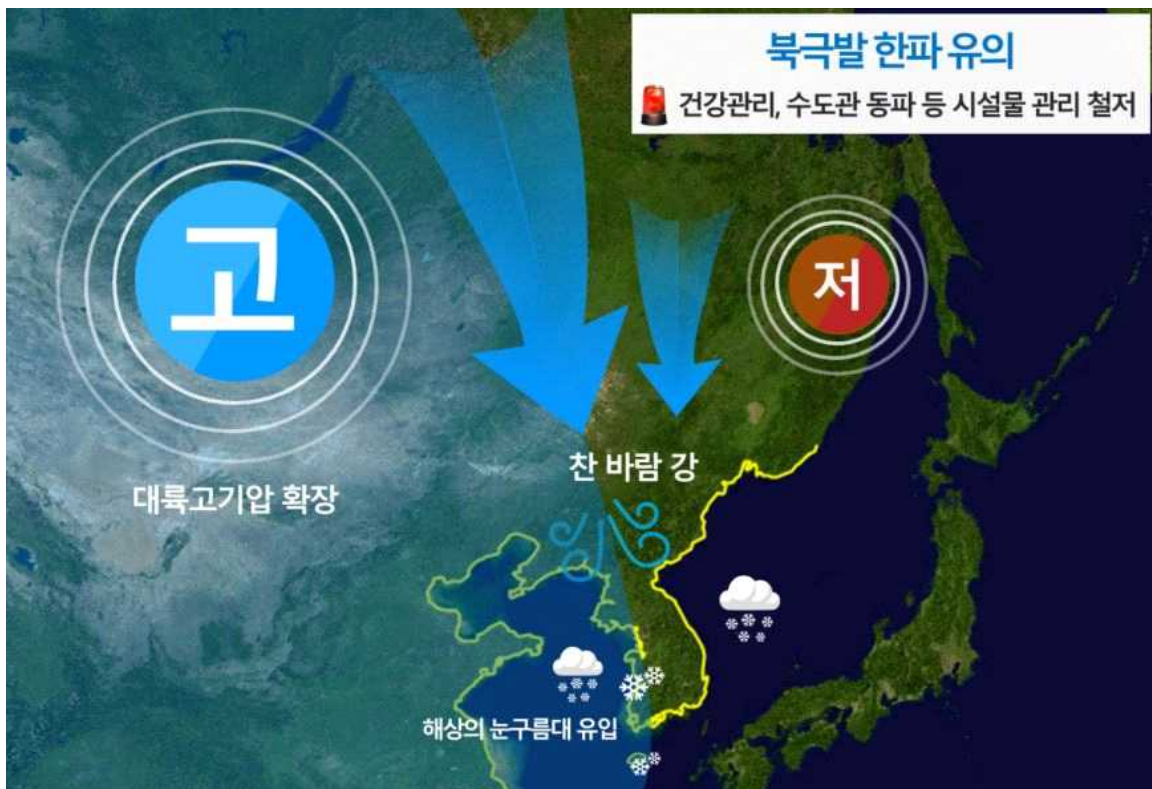 북극발 한파 유의
건강관리, 수도관 동파 등 시설물 관리 철저
고
저
찬 바람 강
대륙고기압 확장
해상의 눈구름대 유입